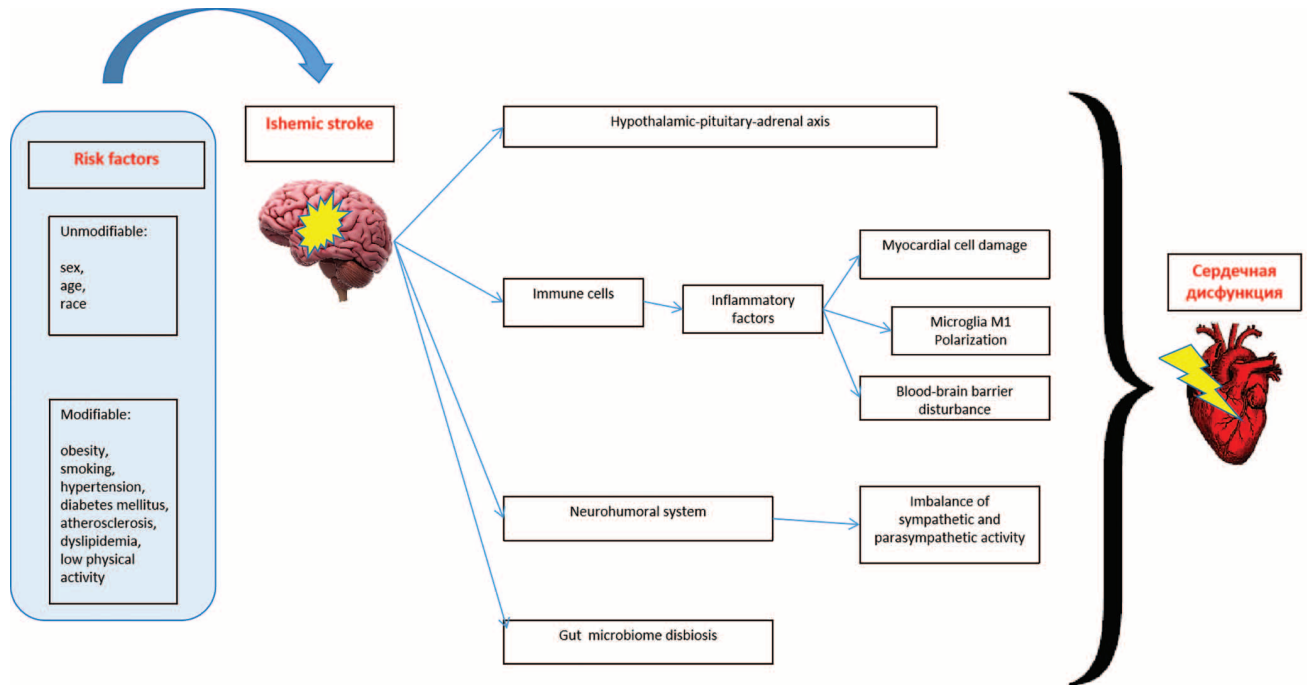 Risk factors
Unmodifiable:
sex,
age,
race
Modifiable:
obesity,
smoking,
hypertension,
diabetes mellitus,
atherosclerosis,
dyslipidemia,
low physical
activity
Ishemic stroke
Hypothalamic-pituitary-adrenal axis
Immune cells
Inflammatory
factors
Myocardial cell damage
Microglia M1
Polarization
Blood-brain barrier
disturbance
Neurohumoral system
Imbalance of
sympathetic and
parasympathetic activity
Gut microbiome disbiosis
Сердечная
дисфункция